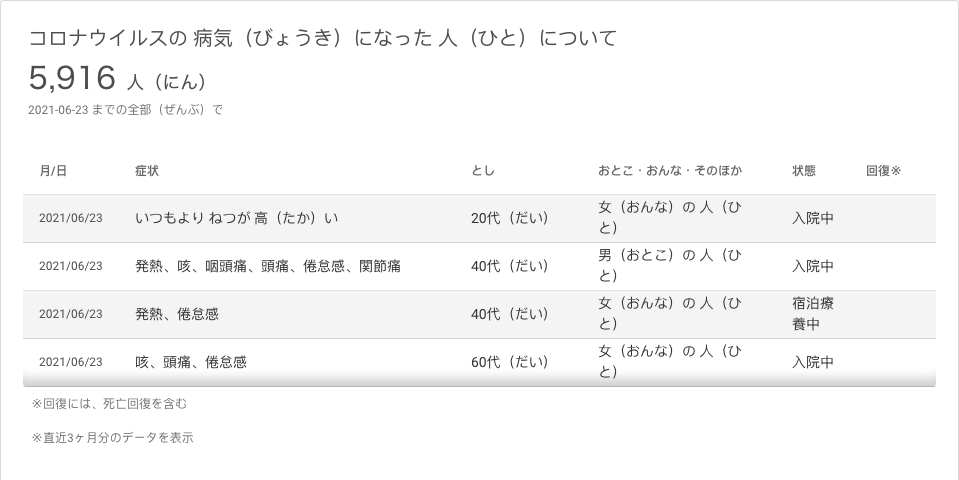 コロナウイルスの 病気（びょうき）になった 人（ひと）について
5,916 人（にん）
2021-06-23 までの全部（ぜんぶ）で
月/日 症状 とし おとこ・おんな・そのほか 状態 回復※
2021/06/23 いつもより ねつが 高（たか）い 20代（だい） 女（おんな）の 人（ひ
と） 入院中
2021/06/23 発熱、咳、咽頭痛、頭痛、倦怠感、関節痛 40代（だい） 男（おとこ）の 人（ひ
と） 入院中
2021/06/23 発熱、倦怠感 40代（だい） 女（おんな）の 人（ひ
と） 宿泊療
養中
2021/06/23 咳、頭痛、倦怠感 60代（だい） 女（おんな）の 人（ひ
と） 入院中
※回復には、死亡回復を含む
※直近3ヶ月分のデータを表示